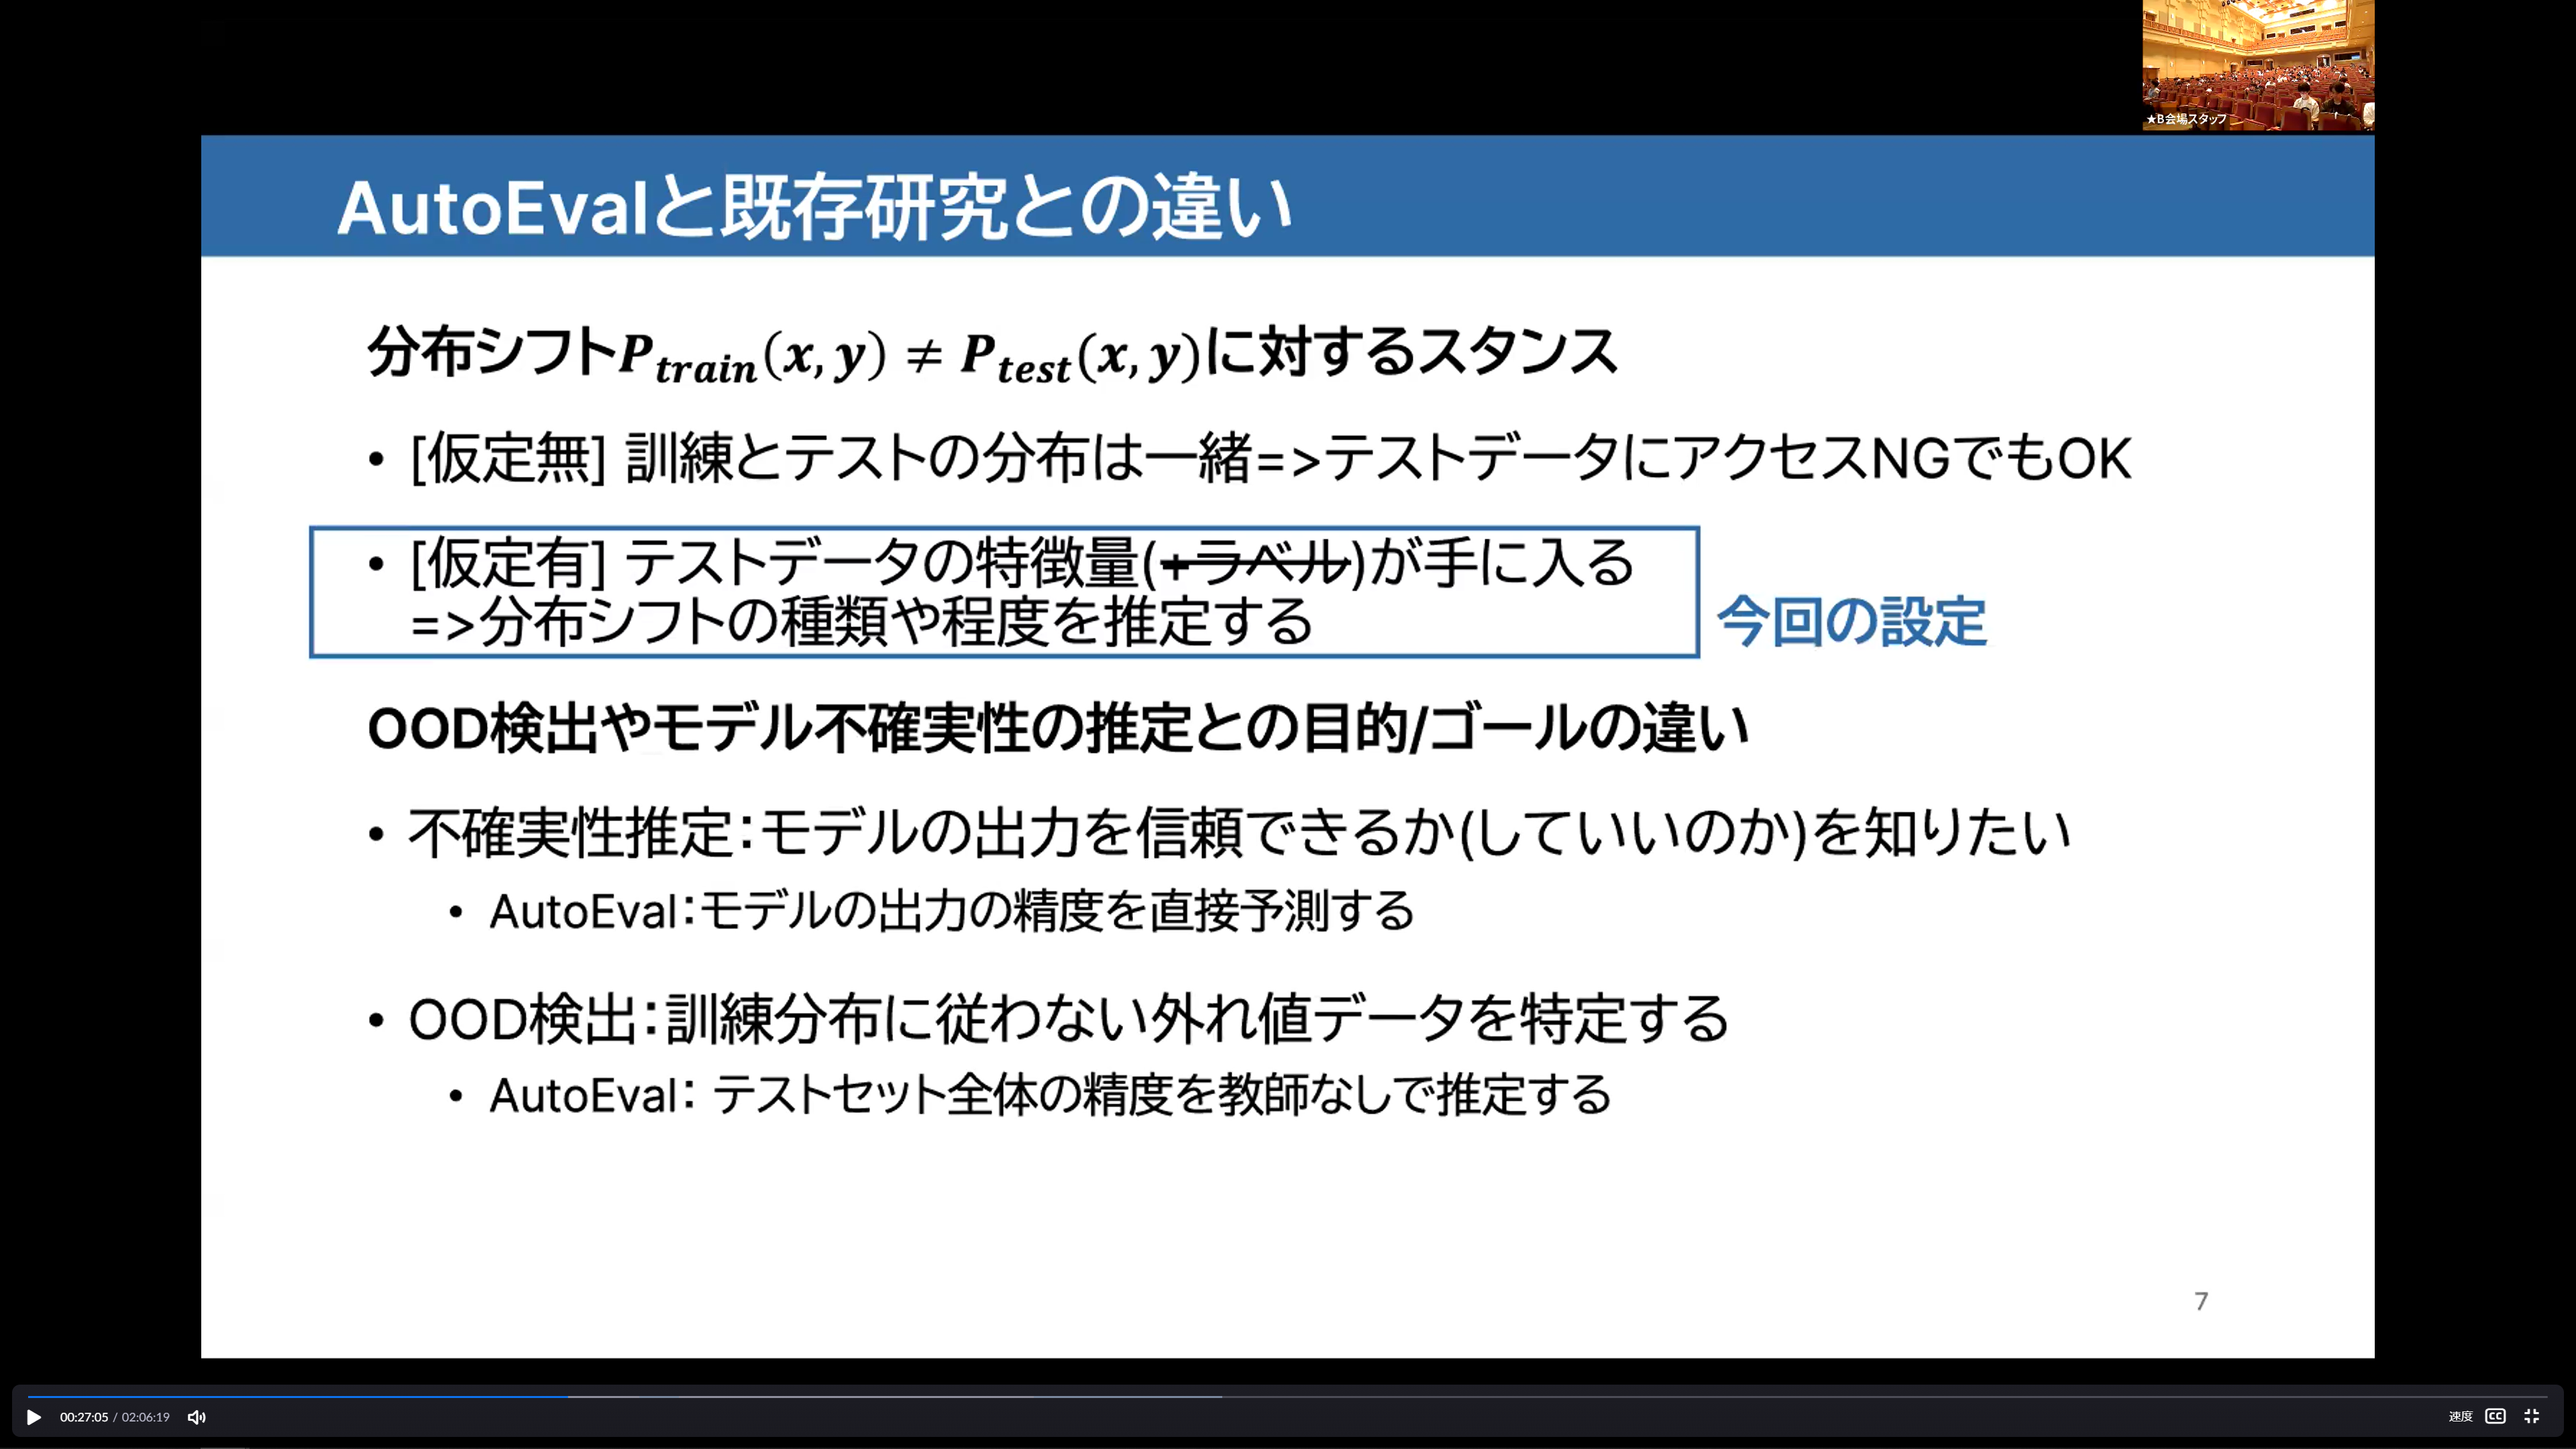 ★B会場スタッフ
AutoEvalと既存研究との違い
分布シフトP_train(x, y) ≠ P_test(x, y)に対するスタンス
• [仮定無] 訓練とテストの分布は一緒=>テストデータにアクセスNGでもOK
• [仮定有] テストデータの特徴量(+ラベル)が手に入る
=>分布シフトの種類や程度を推定する
今回の設定
OOD検出やモデル不確実性の推定との目的/ゴールの違い
• 不確実性推定：モデルの出力を信頼できるか(していいのか)を知りたい
• AutoEval：モデルの出力の精度を直接予測する
• OOD検出：訓練分布に従わない外れ値データを特定する
• AutoEval： テストセット全体の精度を教師なしで推定する
7
00:27:05 / 02:06:19
速度 CC